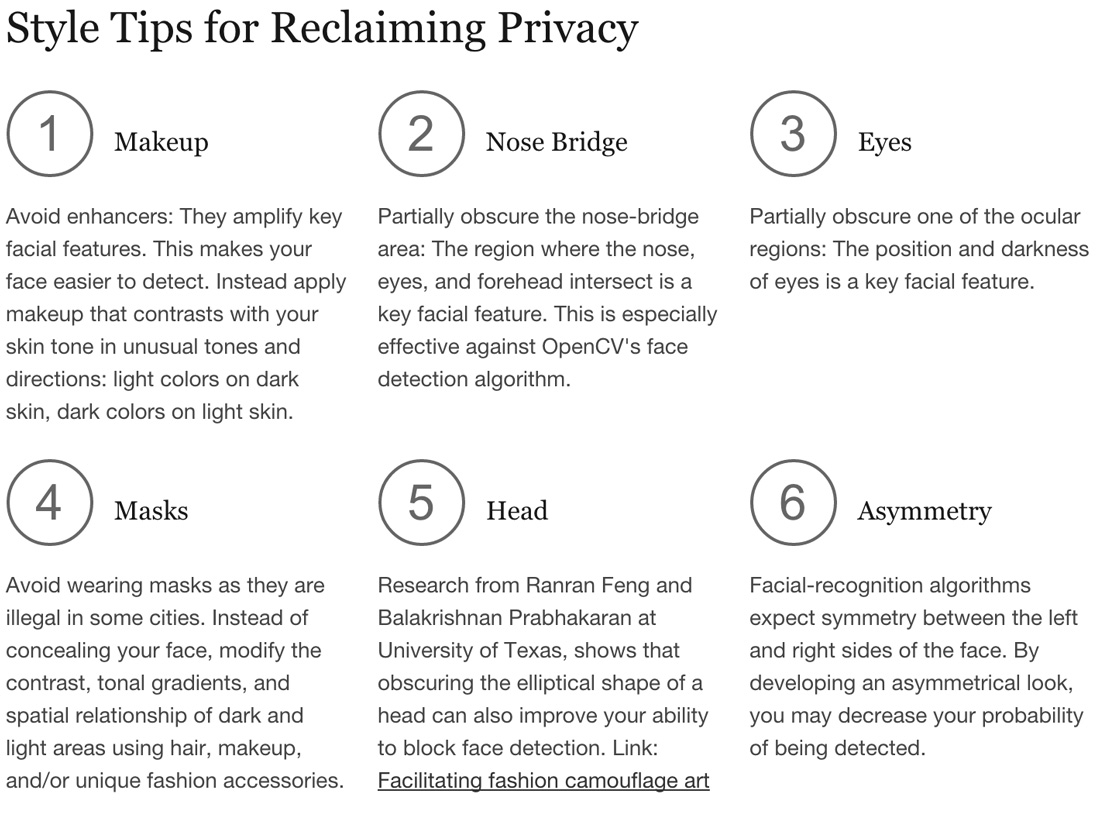 Style Tips for Reclaiming Privacy
1 Makeup
Avoid enhancers: They amplify key
facial features. This makes your
face easier to detect. Instead apply
makeup that contrasts with your
skin tone in unusual tones and
directions: light colors on dark
skin, dark colors on light skin.
2 Nose Bridge
Partially obscure the nose-bridge
area: The region where the nose,
eyes, and forehead intersect is a
key facial feature. This is especially
effective against OpenCV's face
detection algorithm.
3 Eyes
Partially obscure one of the ocular
regions: The position and darkness
of eyes is a key facial feature.
4 Masks
Avoid wearing masks as they are
illegal in some cities. Instead of
concealing your face, modify the
contrast, tonal gradients, and
spatial relationship of dark and
light areas using hair, makeup,
and/or unique fashion accessories.
5 Head
Research from Ranran Feng and
Balakrishnan Prabhakaran at
University of Texas, shows that
obscuring the elliptical shape of a
head can also improve your ability
to block face detection. Link:
Facilitating fashion camouflage art
6 Asymmetry
Facial-recognition algorithms
expect symmetry between the left
and right sides of the face. By
developing an asymmetrical look,
you may decrease your probability
of being detected.